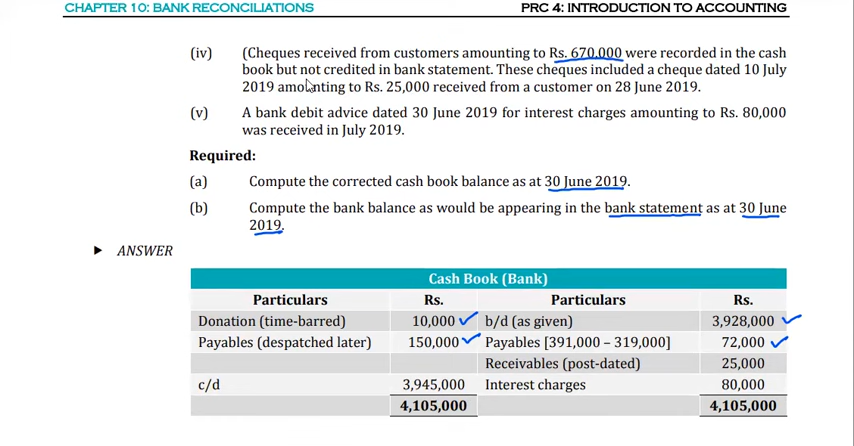 CHAPTER 10: BANK RECONCILIATIONS PRC 4: INTRODUCTION TO ACCOUNTING
(iv) (Cheques received from customers amounting to Rs. 670,000 were recorded in the cash
book but not credited in bank statement. These cheques included a cheque dated 10 July
2019 amounting to Rs. 25,000 received from a customer on 28 June 2019.
(v) A bank debit advice dated 30 June 2019 for interest charges amounting to Rs. 80,000
was received in July 2019.
Required:
(a) Compute the corrected cash book balance as at 30 June 2019.
(b) Compute the bank balance as would be appearing in the bank statement as at 30 June
2019.
► ANSWER
Cash Book (Bank)
Particulars Rs. Particulars Rs.
Donation (time-barred) 10,000 b/d (as given) 3,928,000
Payables (despatched later) 150,000 Payables [391,000 – 319,000] 72,000
Receivables (post-dated) 25,000
c/d 3,945,000 Interest charges 80,000
4,105,000 4,105,000